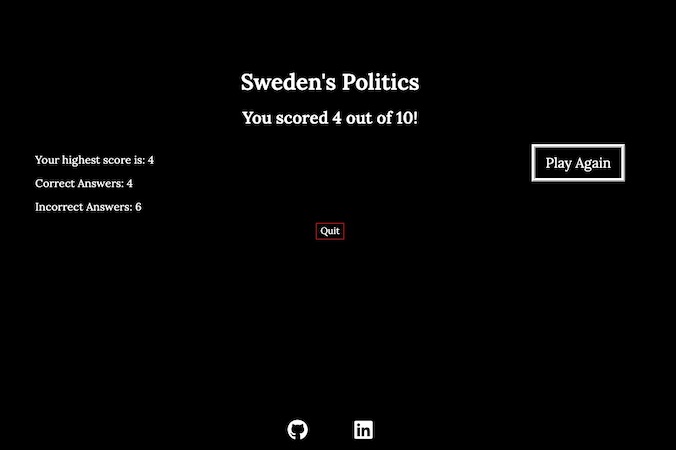 Sweden's Politics
You scored 4 out of 10!
Your highest score is: 4
Correct Answers: 4
Incorrect Answers: 6
Play Again
Quit
in